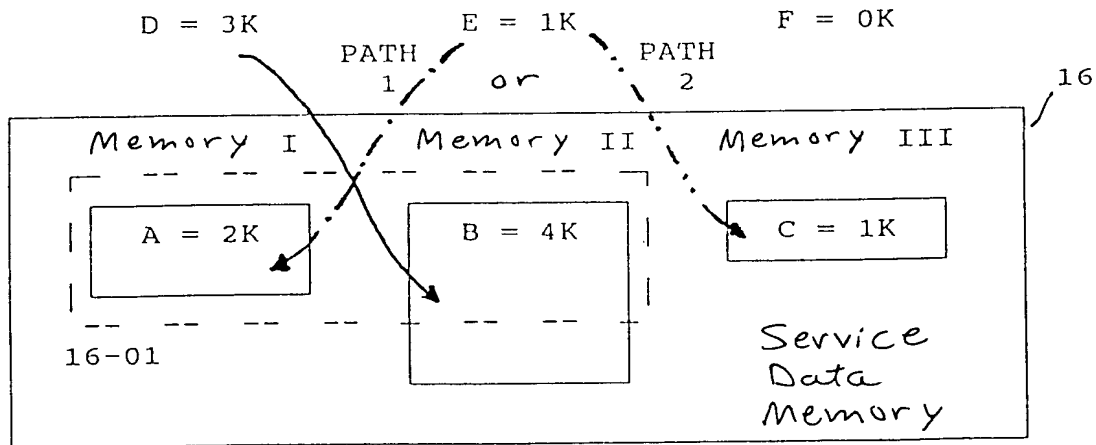 D = 3K E = 1K F = 0K
PATH 1 or PATH 2
16
Memory I Memory II Memory III
A = 2K B = 4K C = 1K
16-01
Service
Data
Memory